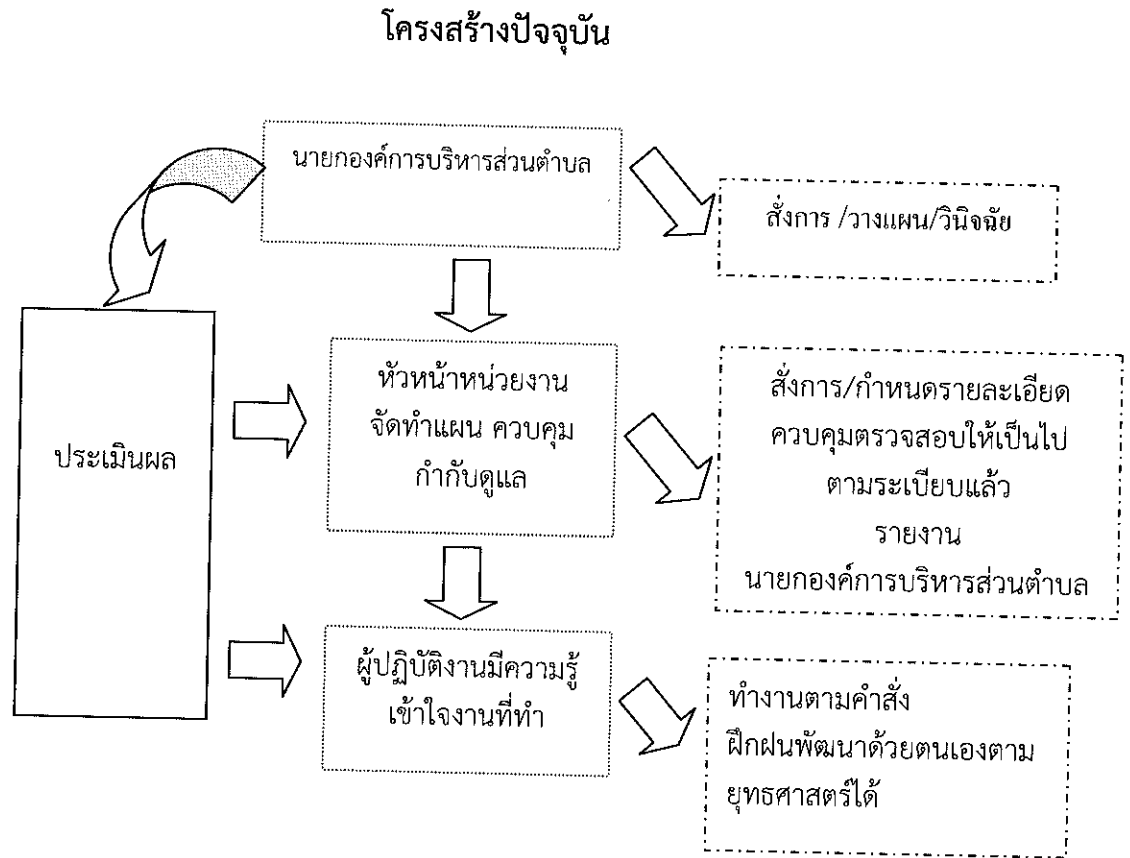 โครงสร้างปัจจุบัน
นายกองค์การบริหารส่วนตำบล
สั่งการ /วางแผน/วินิจฉัย
ประเมินผล
หัวหน้าหน่วยงาน
จัดทำแผน ควบคุม
กำกับดูแล
สั่งการ/กำหนดรายละเอียด
ควบคุมตรวจสอบให้เป็นไป
ตามระเบียบแล้ว
รายงาน
นายกองค์การบริหารส่วนตำบล
ผู้ปฏิบัติงานมีความรู้
เข้าใจงานที่ทำ
ทำงานตามคำสั่ง
ฝึกฝนพัฒนาด้วยตนเองตาม
ยุทธศาสตร์ได้